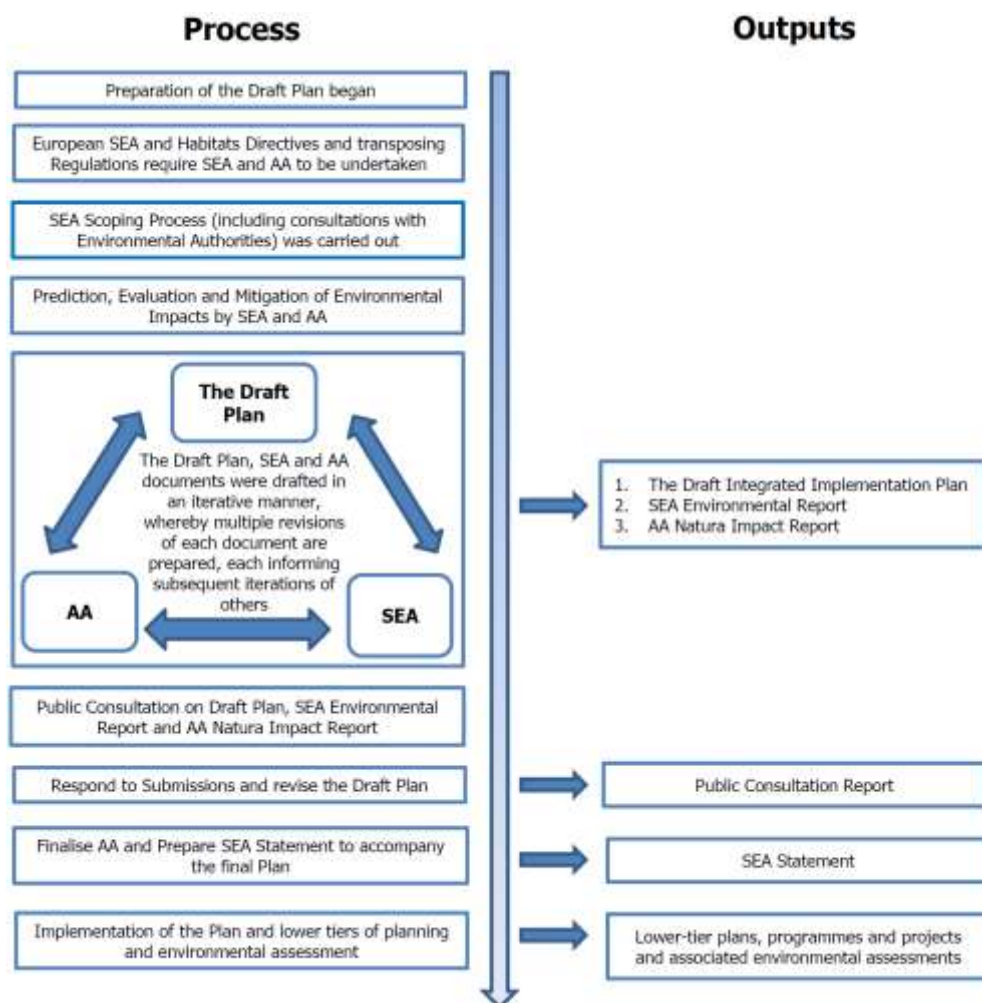 Process
Outputs
Preparation of the Draft Plan began
European SEA and Habitats Directives and transposing
Regulations require SEA and AA to be undertaken
SEA Scoping Process (including consultations with
Environmental Authorities) was carried out
Prediction, Evaluation and Mitigation of Environmental
Impacts by SEA and AA
The Draft
Plan
The Draft Plan, SEA and AA
documents were drafted in
an iterative manner,
whereby multiple revisions
of each document are
prepared, each informing
subsequent iterations of
others
AA
SEA
1. The Draft Integrated Implementation Plan
2. SEA Environmental Report
3. AA Natura Impact Report
Public Consultation on Draft Plan, SEA Environmental
Report and AA Natura Impact Report
Respond to Submissions and revise the Draft Plan
Public Consultation Report
Finalise AA and Prepare SEA Statement to accompany
the final Plan
SEA Statement
Implementation of the Plan and lower tiers of planning
and environmental assessment
Lower-tier plans, programmes and projects
and associated environmental assessments